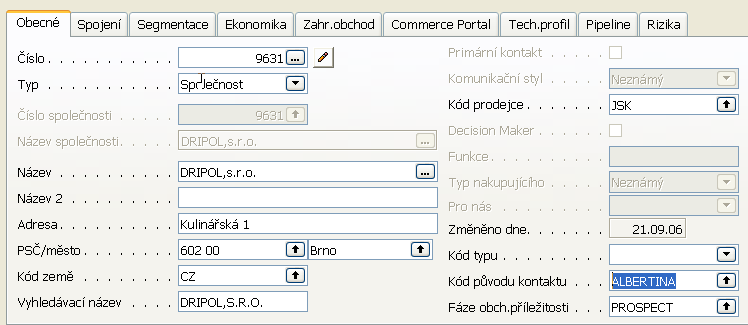 Obecné Spojení Segmentace Ekonomika Zahr.obchod Commerce Portal Tech.profil Pipeline Rizika
Číslo 9631
Typ Společnost
Číslo společnosti 9631
Název společnosti. DRIPOL,s.r.o.
Název DRIPOL,s.r.o.
Název 2
Adresa Kulinářská 1
PSČ/město 602 00 Brno
Kód země CZ
Vyhledávací název DRIPOL,S.R.O.
Primární kontakt
Komunikační styl Neznámý
Kód prodejce JSK
Decision Maker
Funkce
Typ nakupujícího Neznámý
Pro nás
Změněno dne 21.09.06
Kód typu
Kód původu kontaktu ALBERTINA
Fáze obch.příležitosti PROSPECT